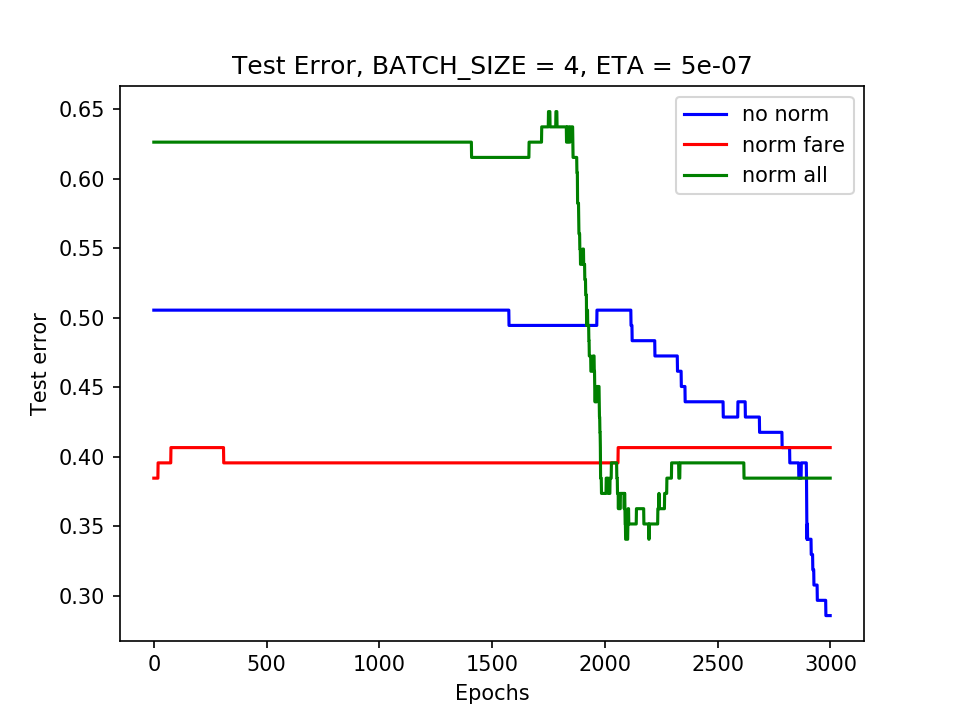 Test Error, BATCH_SIZE = 4, ETA = 5e-07
no norm
norm fare
norm all
Test error
0.65
0.60
0.55
0.50
0.45
0.40
0.35
0.30
0 500 1000 1500 2000 2500 3000
Epochs